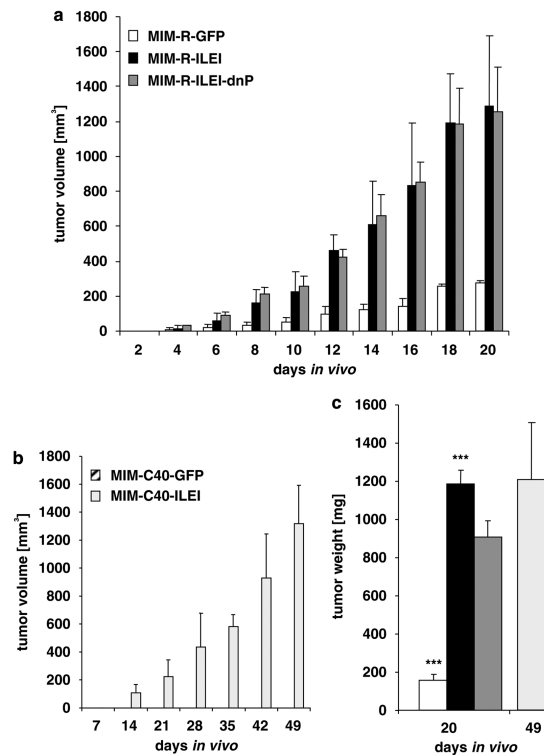 a
MIM-R-GFP
MIM-R-ILEI
MIM-R-ILEI-dnP
tumor volume [mm³]
1800
1600
1400
1200
1000
800
600
400
200
0
2 4 6 8 10 12 14 16 18 20
days in vivo
b
MIM-C40-GFP
MIM-C40-ILEI
tumor volume [mm³]
1800
1600
1400
1200
1000
800
600
400
200
0
7 14 21 28 35 42 49
days in vivo
c
tumor weight [mg]
1600
1400
1200
1000
800
600
400
200
0
***
***
20 49
days in vivo